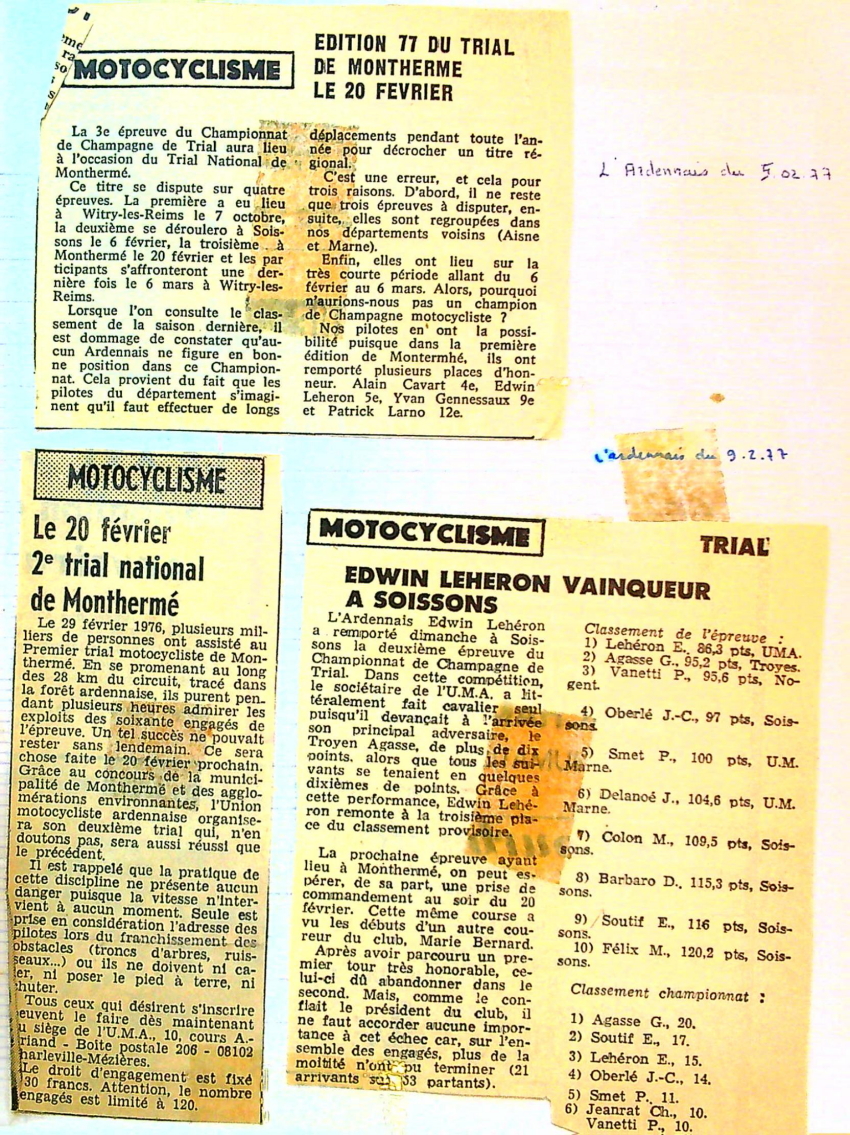 MOTOCYCLISME
EDITION 77 DU TRIAL
DE MONTHERME
LE 20 FEVRIER
La 3e épreuve du Championnat
de Champagne de Trial aura lieu
à l'occasion du Trial National de
Monthermé.
Ce titre se dispute sur quatre
épreuves. La première a eu lieu
à Witry-les-Reims le 7 octobre,
la deuxième se déroulero à Sois-
sons le 6 février, la troisième à
Monthermé le 20 février et les par
ticipants s'affronteront une der-
nière fois le 6 mars à Witry-les-
Reims.
Lorsque l'on consulte le clas-
sement de la saison dernière, il
est dommage de constater qu'au-
cun Ardennais ne figure en bon-
ne position dans ce Champion-
nat. Cela provient du fait que les
pilotes du département s'imagi-
nent qu'il faut effectuer de longs
déplacements pendant toute l'an-
née pour décrocher un titre ré-
gional.
C'est une erreur, et cela pour
trois raisons. D'abord, il ne reste
que trois épreuves à disputer, en-
suite, elles sont regroupées dans
nos départements voisins (Aisne
et Marne).
Enfin, elles ont lieu sur la
très courte période allant du 6
février au 6 mars. Alors, pourquoi
n'aurions-nous pas un champion
de Champagne motocycliste ?
Nos pilotes en ont la possi-
bilité puisque dans la première
édition de Montermhé, ils ont
remporté plusieurs places d'hon-
neur. Alain Cavart 4e, Edwin
Leheron 5e, Yvan Gennessaux 9e
et Patrick Larno 12e.
L'Ardennais du 5.02.77
L'ardennais du 9.2.77
MOTOCYCLISME
Le 20 février
2e trial national
de Monthermé
Le 29 février 1976, plusieurs mil-
liers de personnes ont assisté au
Premier trial motocycliste de Mon-
thermé. En se promenant au long
des 28 km du circuit, tracé dans
la forêt ardennaise, ils purent pen-
dant plusieurs heures admirer les
exploits des soixante engagés de
l'épreuve. Un tel succès ne pouvait
rester sans lendemain. Ce sera
chose faite le 20 février prochain.
Grâce au concours de la munici-
palité de Monthermé et des agglo-
mérations environnantes, l'Union
motocycliste ardennaise organise-
ra son deuxième trial qui, n'en
doutons pas, sera aussi réussi que
le précédent.
Il est rappelé que la pratique de
cette discipline ne présente aucun
danger puisque la vitesse n'inter-
vient à aucun moment. Seule est
prise en considération l'adresse des
pilotes lors du franchissement des
obstacles (troncs d'arbres, ruis-
seaux...) ou ils ne doivent ni ca-
ler, ni poser le pied à terre, ni
chuter.
Tous ceux qui désirent s'inscrire
peuvent le faire dès maintenant
au siège de l'U.M.A., 10, cours A.-
Briand - Boite postale 206 - 08102
Charleville-Mézières.
Le droit d'engagement est fixé
30 francs. Attention, le nombre
engagés est limité à 120.
MOTOCYCLISME
TRIAL
EDWIN LEHERON VAINQUEUR
A SOISSONS
L'Ardennais Edwin Lehéron
a remporté dimanche à Sois-
sons la deuxième épreuve du
Championnat de Champagne de
Trial. Dans cette compétition,
le sociétaire de l'U.M.A. a lit-
téralement fait cavalier seul
puisqu'il devançait à l'arrivée
son principal adversaire, le
Troyen Agasse, de plus de dix
points. alors que tous les sui-
vants se tenaient en quelques
dixièmes de points. Grâce à
cette performance, Edwin Lehé-
ron remonte à la troisième pla-
ce du classement provisoire.
La prochaine épreuve ayant
lieu à Monthermé, on peut es-
pérer, de sa part, une prise de
commandement au soir du 20
février. Cette même course a
vu les débuts d'un autre cou-
reur du club, Marie Bernard.
Après avoir parcouru un pre-
mier tour très honorable, ce-
lui-ci dû abandonner dans le
second. Mais, comme le con-
fiait le président du club, il
ne faut accorder aucune impor-
tance à cet échec car, sur l'en-
semble des engagés, plus de la
moitité n'ont pu terminer (21
arrivants sur 53 partants).
Classement de l'épreuve :
1) Lehéron E., 86,3 pts, UMA.
2) Agasse G., 95,2 pts, Troyes.
3) Vanetti P., 95,6 pts, No-
gent.
4) Oberlé J.-C., 97 pts, Sois-
sons.
5) Smet P., 100 pts, U.M.
Marne.
6) Delanoé J., 104,6 pts, U.M.
Marne.
7) Colon M., 109,5 pts, Sois-
sons.
8) Barbaro D., 115,3 pts, Sois-
sons.
9) Soutif E., 116 pts, Sois-
sons.
10) Félix M., 120,2 pts, Sois-
sons.
Classement championnat :
1) Agasse G., 20.
2) Soutif E., 17.
3) Lehéron E., 15.
4) Oberlé J.-C., 14.
5) Smet P., 11.
6) Jeanrat Ch., 10.
Vanetti P., 10.